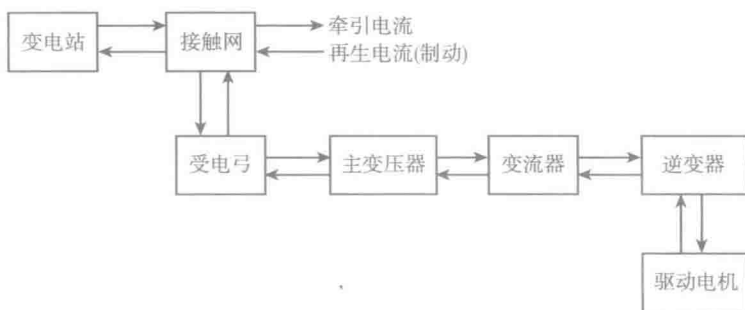 变电站
接触网
牵引电流
再生电流(制动)
受电弓
主变压器
变流器
逆变器
驱动电机